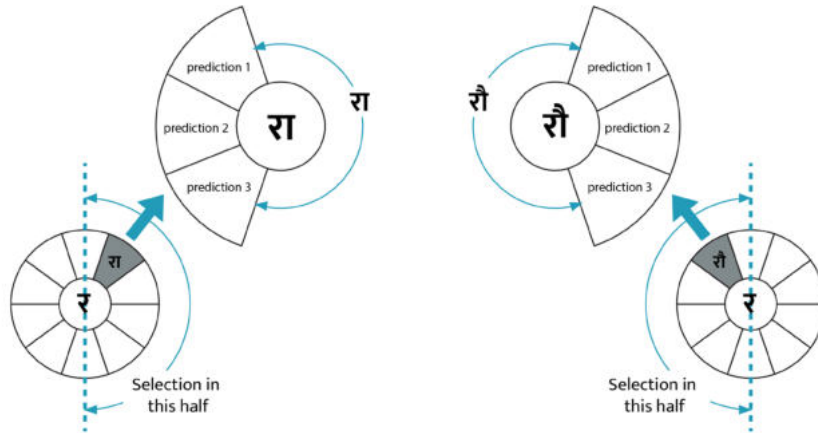 prediction 1
prediction 2
prediction 3
रा
रा
रा
र
Selection in
this half
prediction 1
prediction 2
prediction 3
रौ
रौ
रौ
र
Selection in
this half